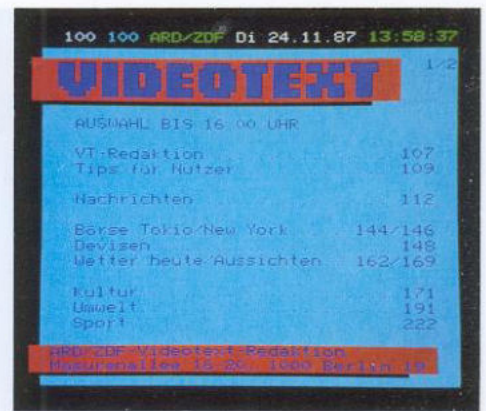 100 100 ARD/ZDF Di 24.11.87 13:58:37
1/2
VIDEOTEXT
AUSWAHL BIS 16.00 UHR
VT-Redaktion 107
Tips für Nutzer 109
Nachrichten 112
Börse Tokio/New York 144/146
Devisen 148
Wetter heute/Aussichten 162/169
Kultur 171
Umwelt 191
Sport 222
ARD/ZDF-Videotext-Redaktion
Masurenallee 16-20, 1000 Berlin 19